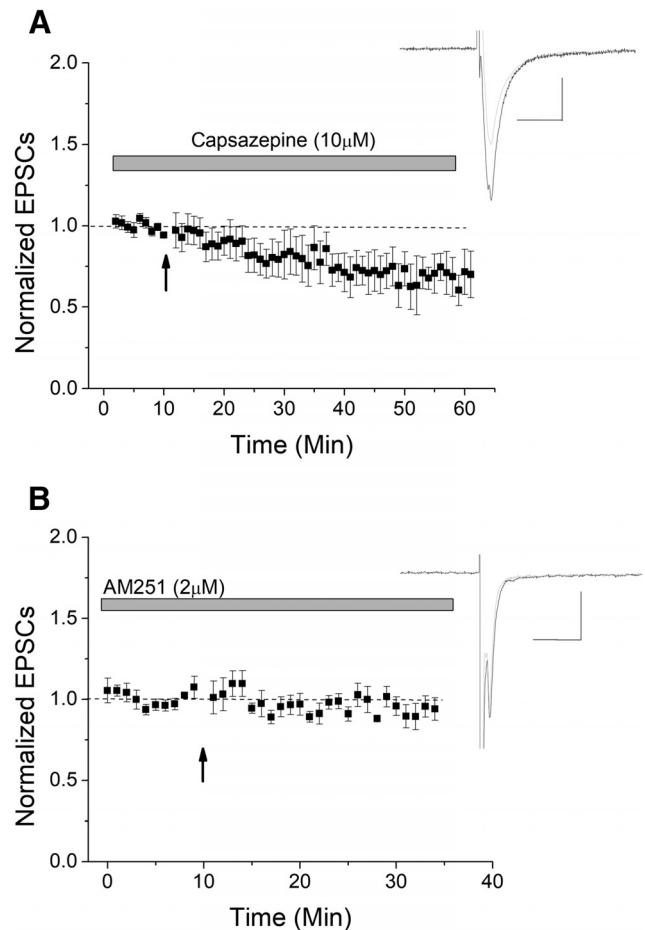 A
Normalized EPSCs
2.0
1.5
1.0
0.5
0.0
Capsazepine (10μM)
0 10 20 30 40 50 60
Time (Min)
B
Normalized EPSCs
2.0
1.5
1.0
0.5
0.0
AM251 (2μM)
0 10 20 30 40
Time (Min)